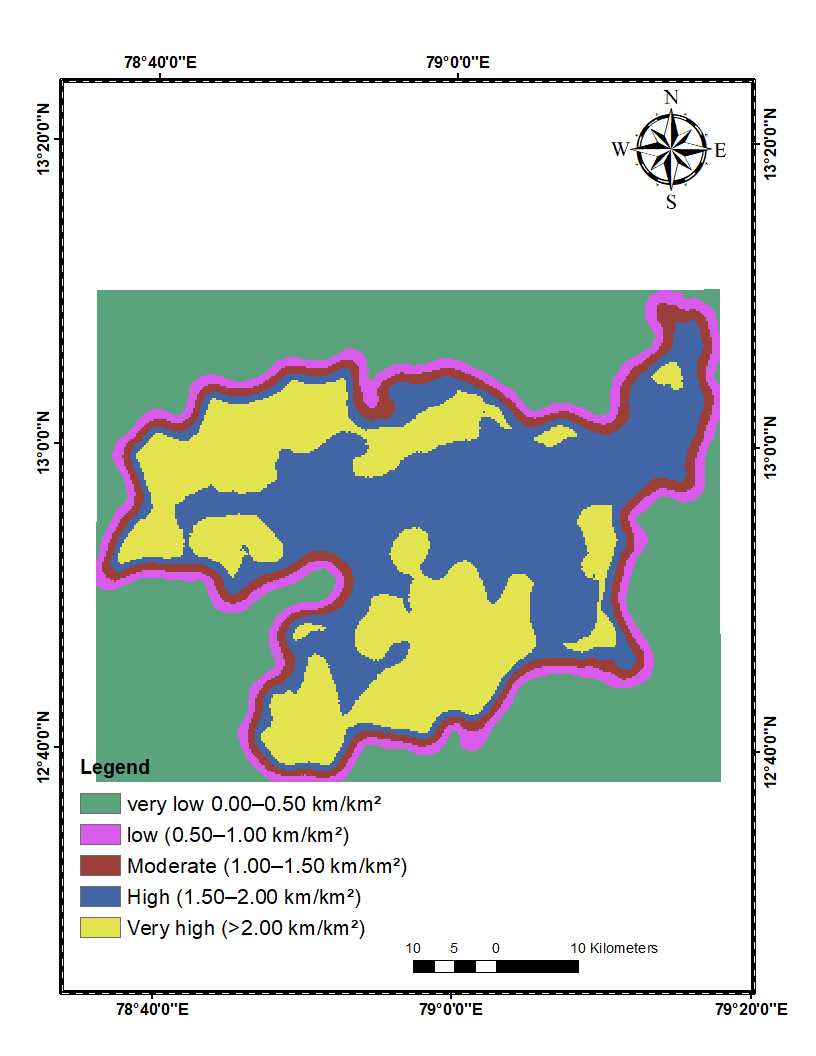 78°40'0"E 79°0'0"E
N
W E
S
13°20'0"N 13°20'0"N
13°0'0"N 13°0'0"N
12°40'0"N 12°40'0"N
Legend
very low 0.00–0.50 km/km²
low (0.50–1.00 km/km²)
Moderate (1.00–1.50 km/km²)
High (1.50–2.00 km/km²)
Very high (>2.00 km/km²)
10 5 0 10 Kilometers
78°40'0"E 79°0'0"E 79°20'0"E